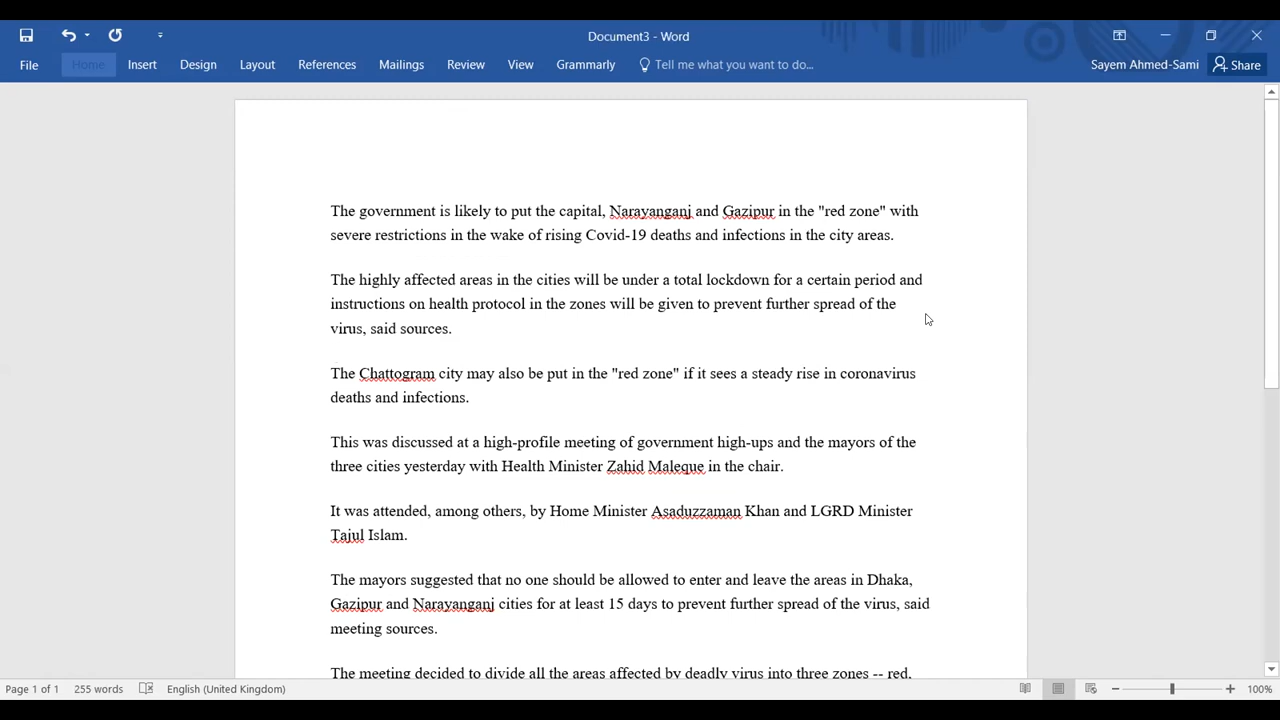 Document3 - Word
File Home Insert Design Layout References Mailings Review View Grammarly Tell me what you want to do... Sayem Ahmed-Sami Share
The government is likely to put the capital, Narayanganj and Gazipur in the "red zone" with
severe restrictions in the wake of rising Covid-19 deaths and infections in the city areas.
The highly affected areas in the cities will be under a total lockdown for a certain period and
instructions on health protocol in the zones will be given to prevent further spread of the
virus, said sources.
The Chattogram city may also be put in the "red zone" if it sees a steady rise in coronavirus
deaths and infections.
This was discussed at a high-profile meeting of government high-ups and the mayors of the
three cities yesterday with Health Minister Zahid Maleque in the chair.
It was attended, among others, by Home Minister Asaduzzaman Khan and LGRD Minister
Tajul Islam.
The mayors suggested that no one should be allowed to enter and leave the areas in Dhaka,
Gazipur and Narayanganj cities for at least 15 days to prevent further spread of the virus, said
meeting sources.
The meeting decided to divide all the areas affected by deadly virus into three zones -- red,
Page 1 of 1 255 words English (United Kingdom) 100%